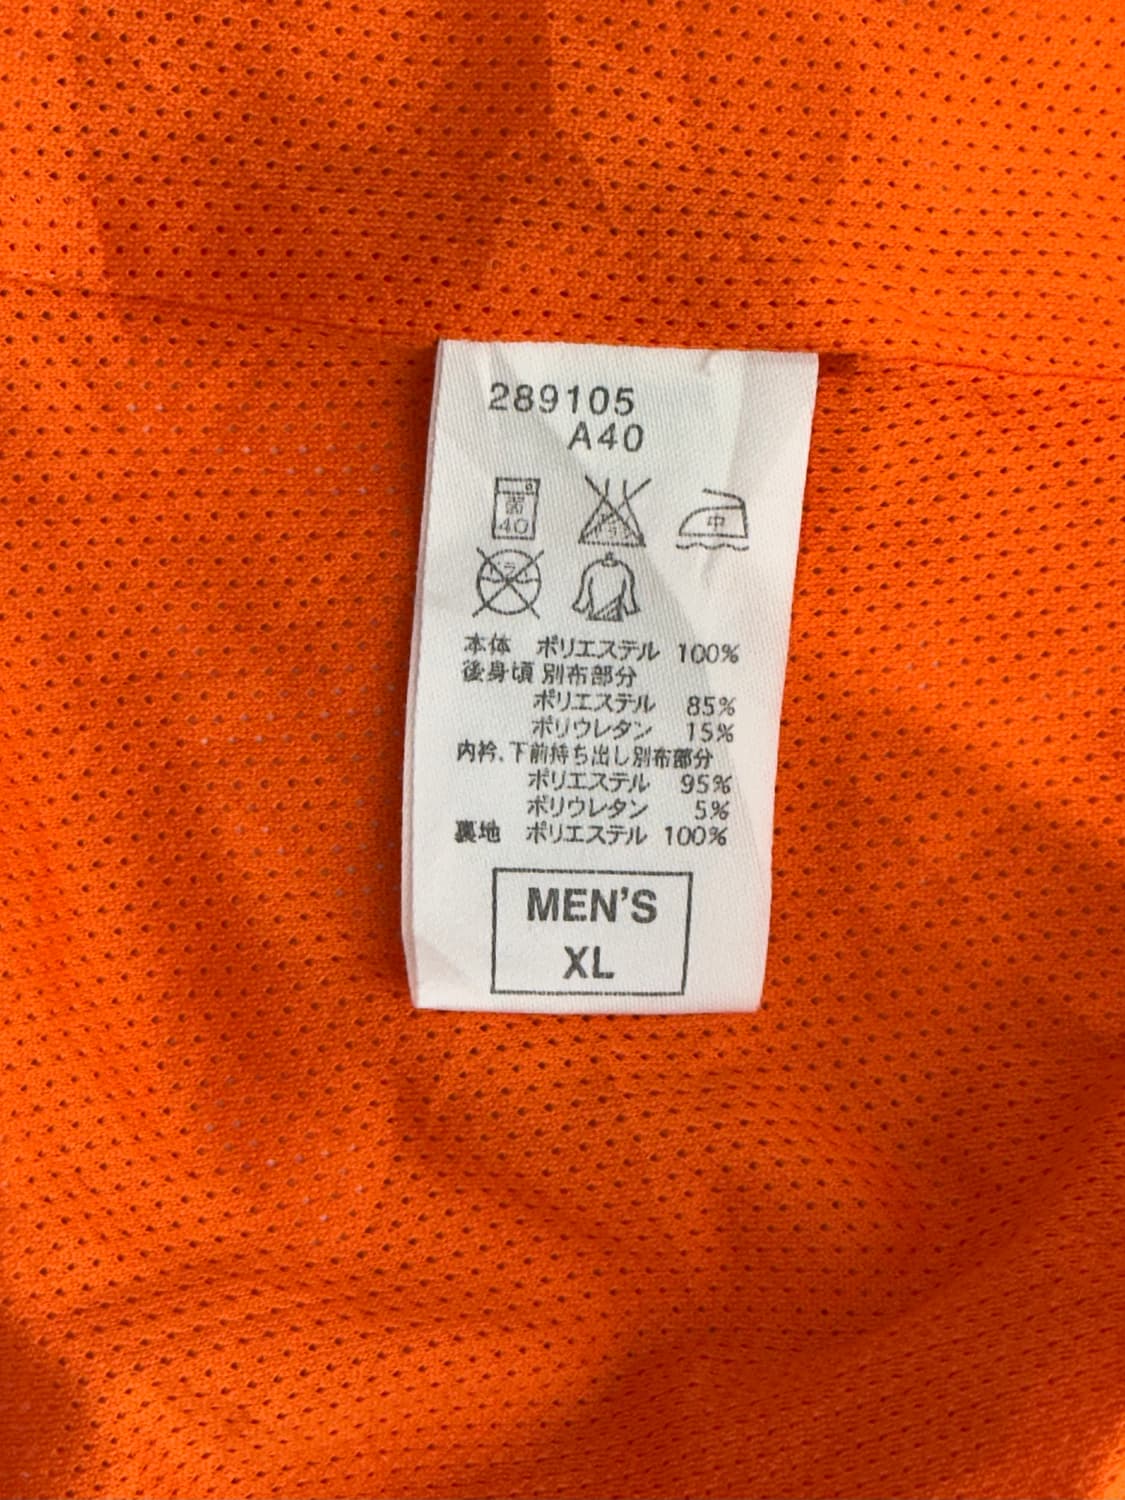 289105
A40
40
中
本体 ポリエステル 100%
後身頃 別布部分
ポリエステル 85%
ポリウレタン 15%
内衿、下前持ち出し別布部分
ポリエステル 95%
ポリウレタン 5%
裏地 ポリエステル 100%
MEN'S
XL